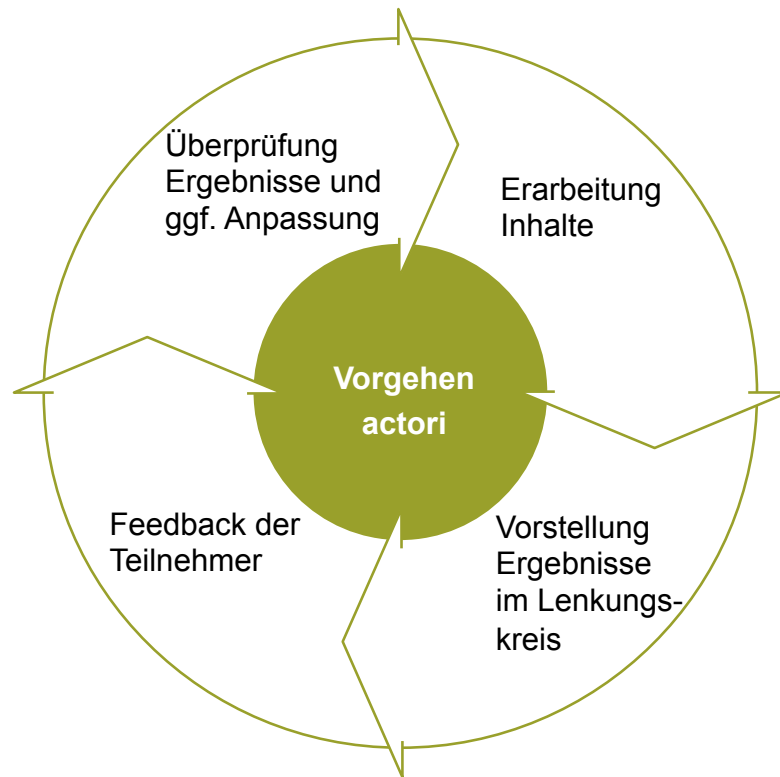 Überprüfung
Ergebnisse und
ggf. Anpassung
Erarbeitung
Inhalte
Vorgehen
actori
Feedback der
Teilnehmer
Vorstellung
Ergebnisse
im Lenkungs-
kreis